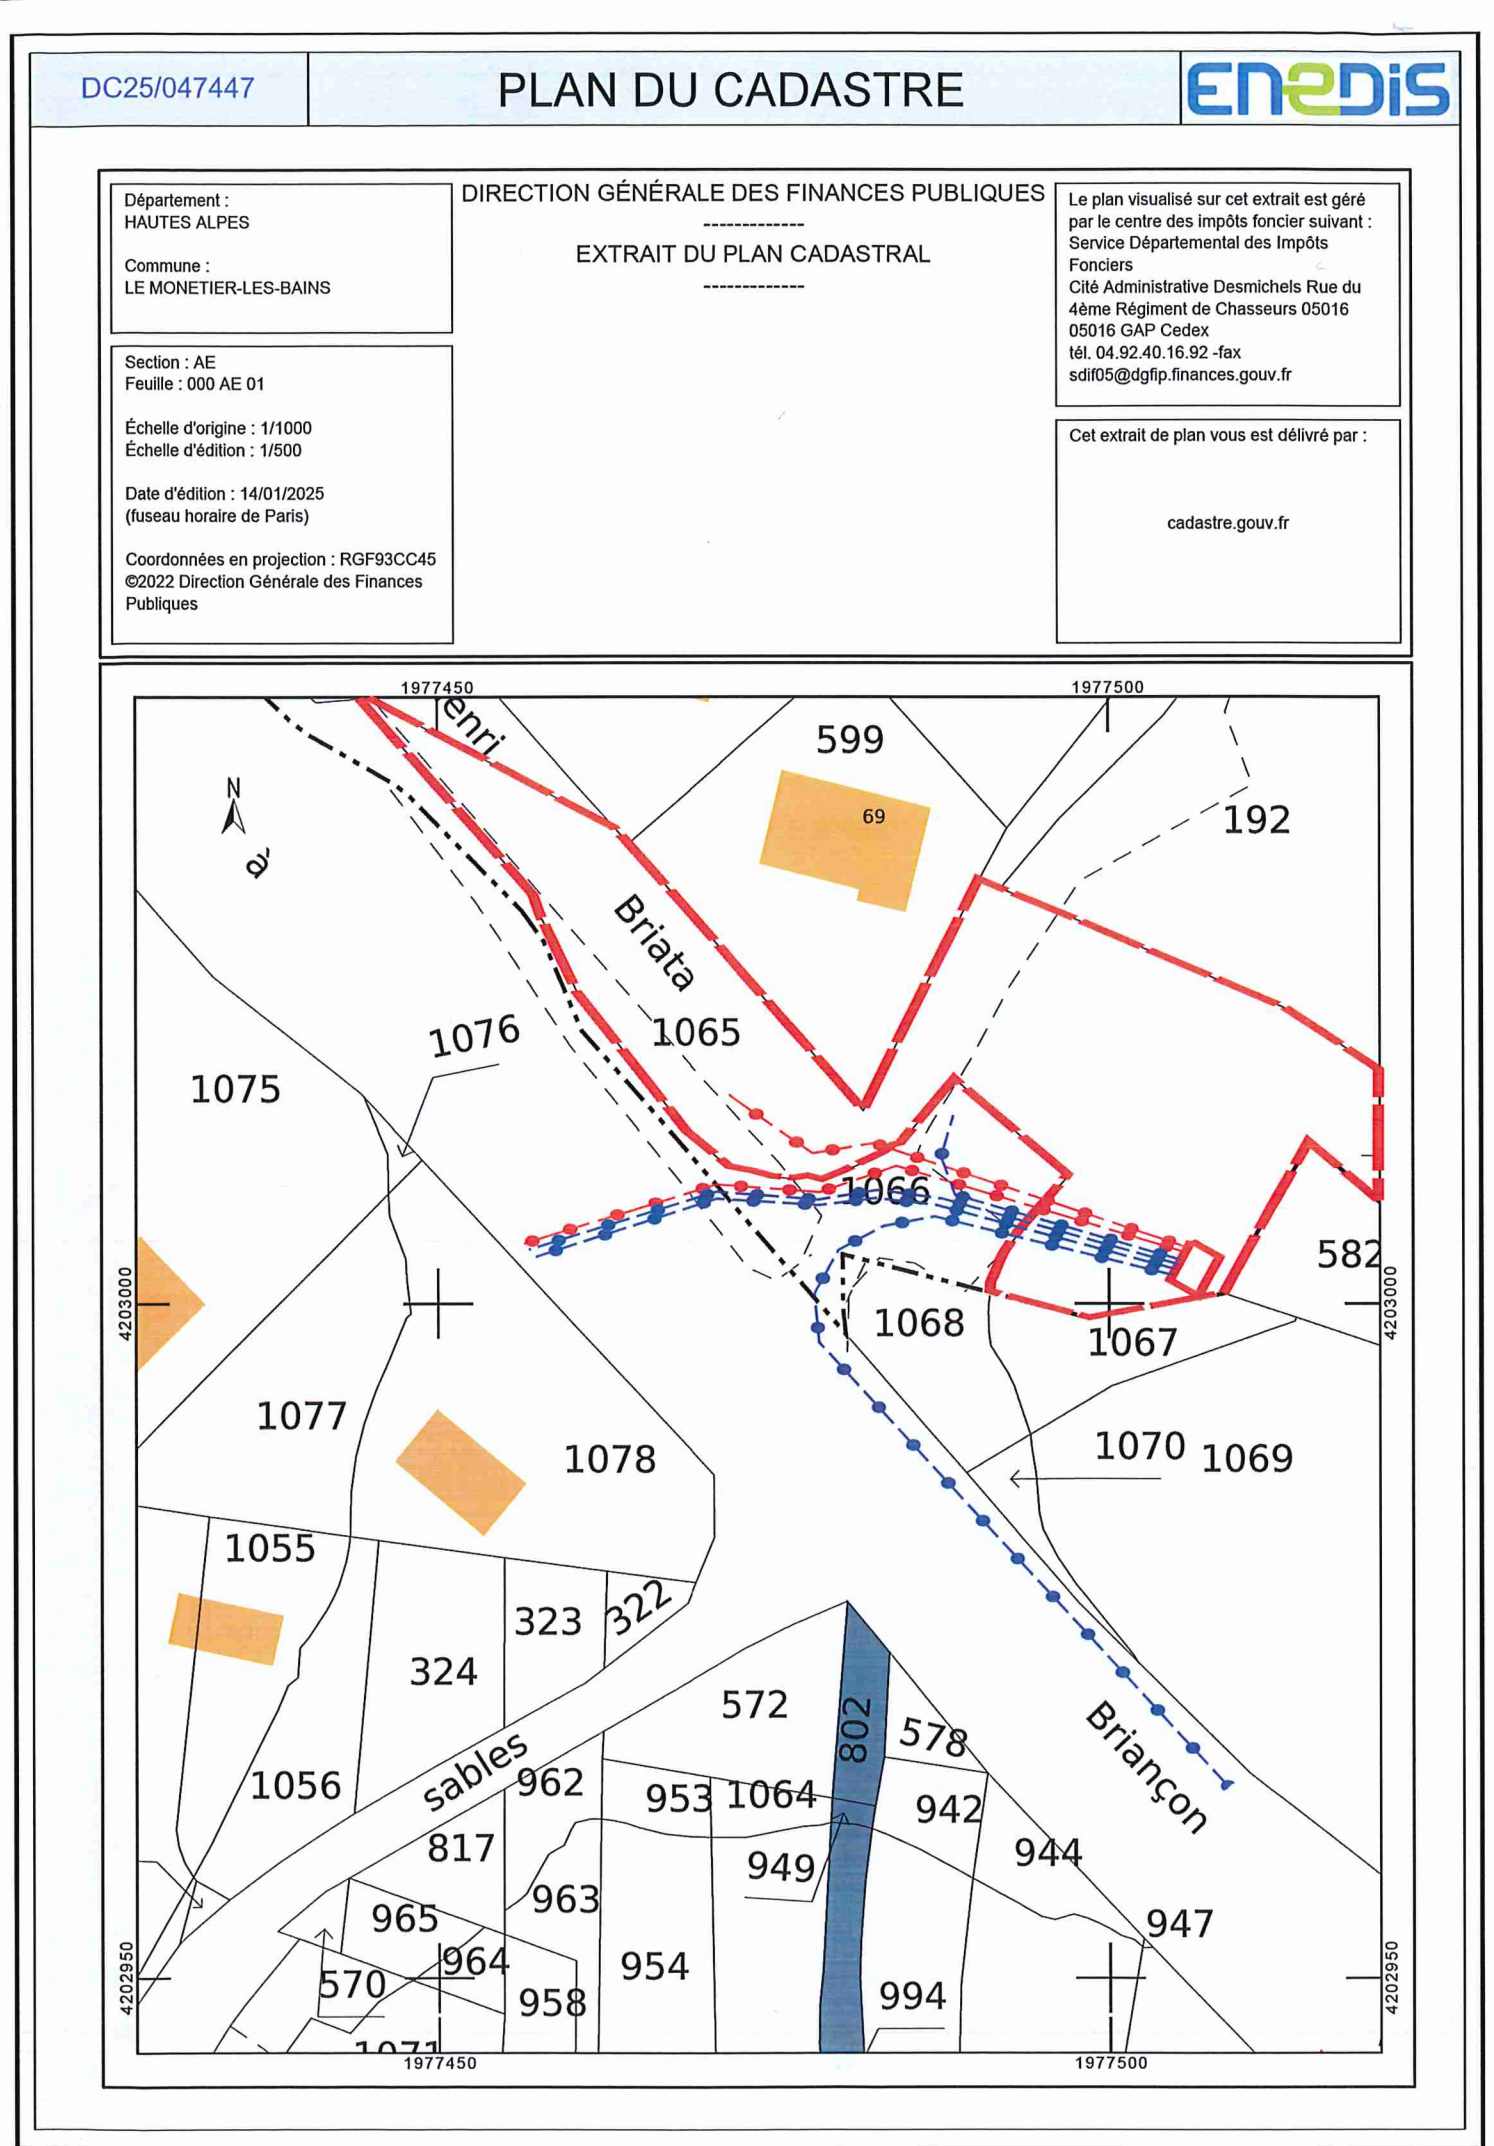 DC25/047447
PLAN DU CADASTRE
ENEDIS
Département :
HAUTES ALPES
Commune :
LE MONETIER-LES-BAINS
Section : AE
Feuille : 000 AE 01
Échelle d'origine : 1/1000
Échelle d'édition : 1/500
Date d'édition : 14/01/2025
(fuseau horaire de Paris)
Coordonnées en projection : RGF93CC45
©2022 Direction Générale des Finances
Publiques
DIRECTION GÉNÉRALE DES FINANCES PUBLIQUES
-------------
EXTRAIT DU PLAN CADASTRAL
-------------
Le plan visualisé sur cet extrait est géré
par le centre des impôts foncier suivant :
Service Départemental des Impôts
Fonciers
Cité Administrative Desmichels Rue du
4ème Régiment de Chasseurs 05016
05016 GAP Cedex
tél. 04.92.40.16.92 -fax
sdif05@dgfip.finances.gouv.fr
Cet extrait de plan vous est délivré par :
cadastre.gouv.fr
1977450
1977500
enri
599
69
192
N
à
Briata
1065
1076
1075
1066
582
4203000
4203000
1068
1067
1077
1078
1070
1069
1055
323
322
324
572
802
578
Briançon
sables
1056
962
953
1064
942
817
949
944
963
965
947
964
954
570
958
994
4202950
4202950
1071
1977450
1977500